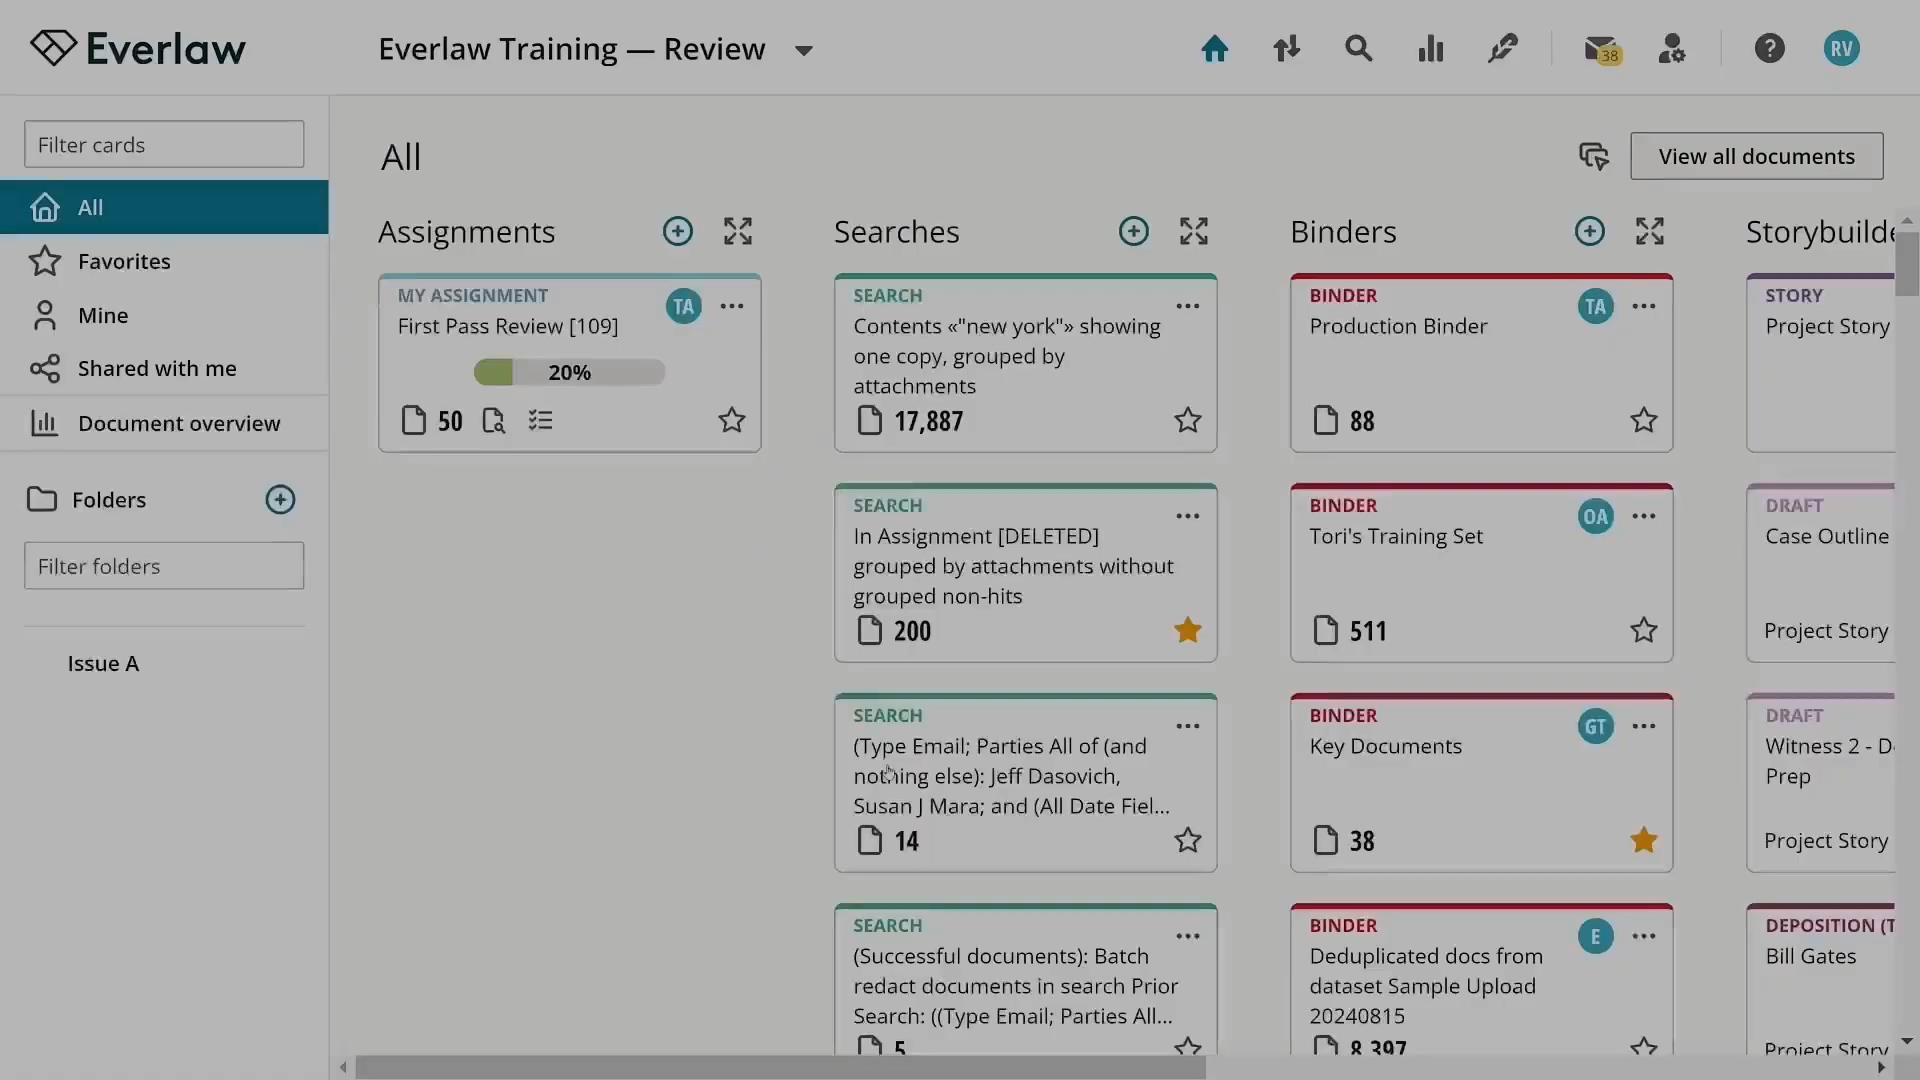 Everlaw
Everlaw Training — Review
38
RV
Filter cards
All
Favorites
Mine
Shared with me
Document overview
Folders
Filter folders
Issue A
All
View all documents
Assignments
MY ASSIGNMENT
TA
First Pass Review [109]
20%
50
Searches
SEARCH
Contents «"new york"» showing
one copy, grouped by
attachments
17,887
SEARCH
In Assignment [DELETED]
grouped by attachments without
grouped non-hits
200
SEARCH
(Type Email; Parties All of (and
nothing else): Jeff Dasovich,
Susan J Mara; and (All Date Fiel...
14
SEARCH
(Successful documents): Batch
redact documents in search Prior
Search: ((Type Email; Parties All...
5
Binders
BINDER
TA
Production Binder
88
BINDER
OA
Tori's Training Set
511
BINDER
GT
Key Documents
38
BINDER
E
Deduplicated docs from
dataset Sample Upload
20240815
8,397
Storybuilde
STORY
Project Story
DRAFT
Case Outline
Project Story
DRAFT
Witness 2 - D
Prep
Project Story
DEPOSITION (T
Bill Gates
Project Story